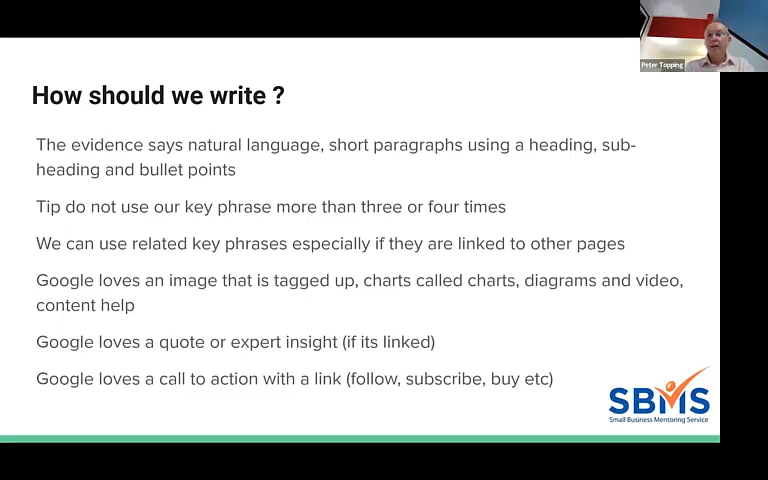 Peter Topping
How should we write ?
The evidence says natural language, short paragraphs using a heading, sub-
heading and bullet points
Tip do not use our key phrase more than three or four times
We can use related key phrases especially if they are linked to other pages
Google loves an image that is tagged up, charts called charts, diagrams and video,
content help
Google loves a quote or expert insight (if its linked)
Google loves a call to action with a link (follow, subscribe, buy etc)
SBMS
Small Business Mentoring Service